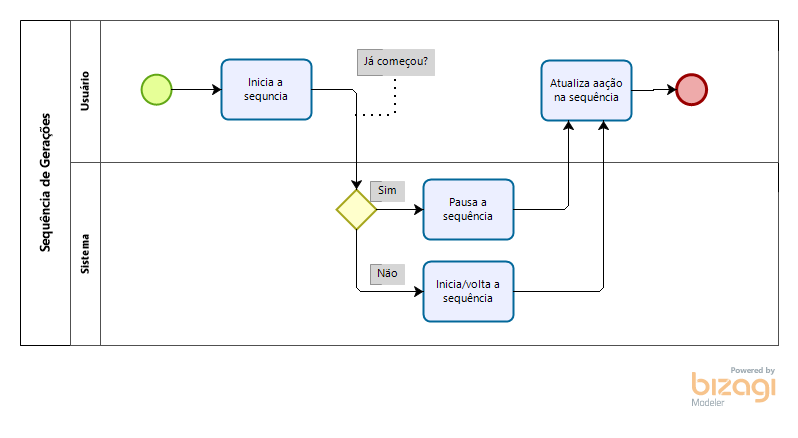 Sequência de Gerações
Usuário
Inicia a
sequncia
Já começou?
Atualiza aação
na sequência
Sistema
Sim
Pausa a
sequência
Não
Inicia/volta a
sequência
Powered by
bizagi
Modeler